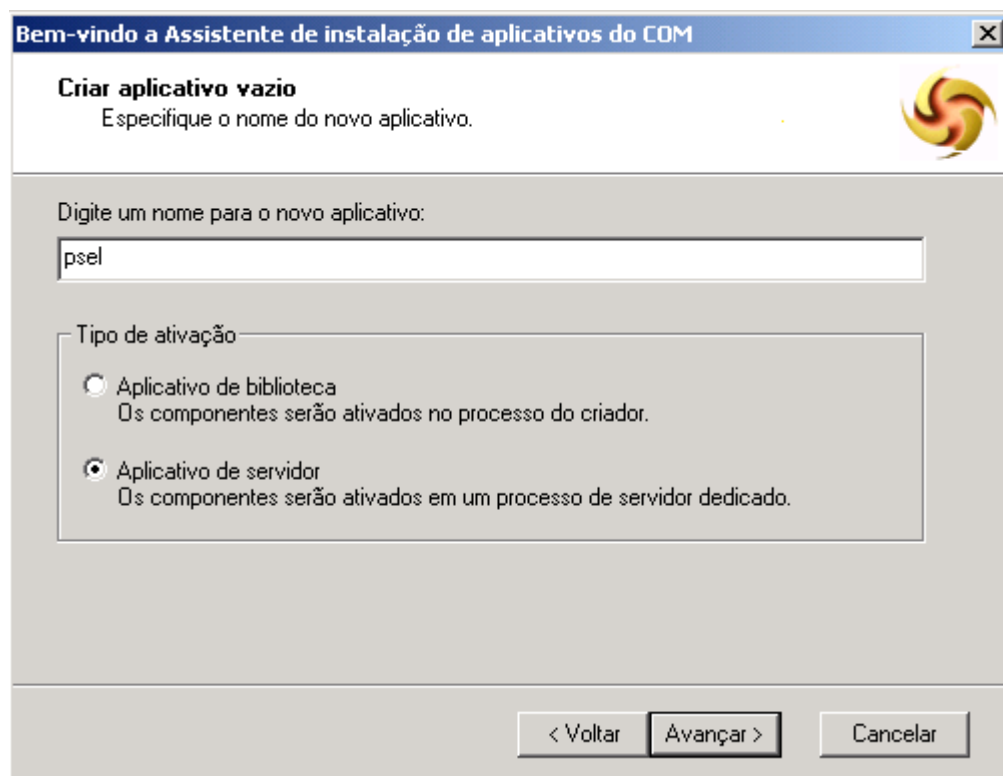 Bem-vindo a Assistente de instalação de aplicativos do COM
Criar aplicativo vazio
Especifique o nome do novo aplicativo.
Digite um nome para o novo aplicativo:
psel
Tipo de ativação
Aplicativo de biblioteca
Os componentes serão ativados no processo do criador.
Aplicativo de servidor
Os componentes serão ativados em um processo de servidor dedicado.
< Voltar Avançar > Cancelar